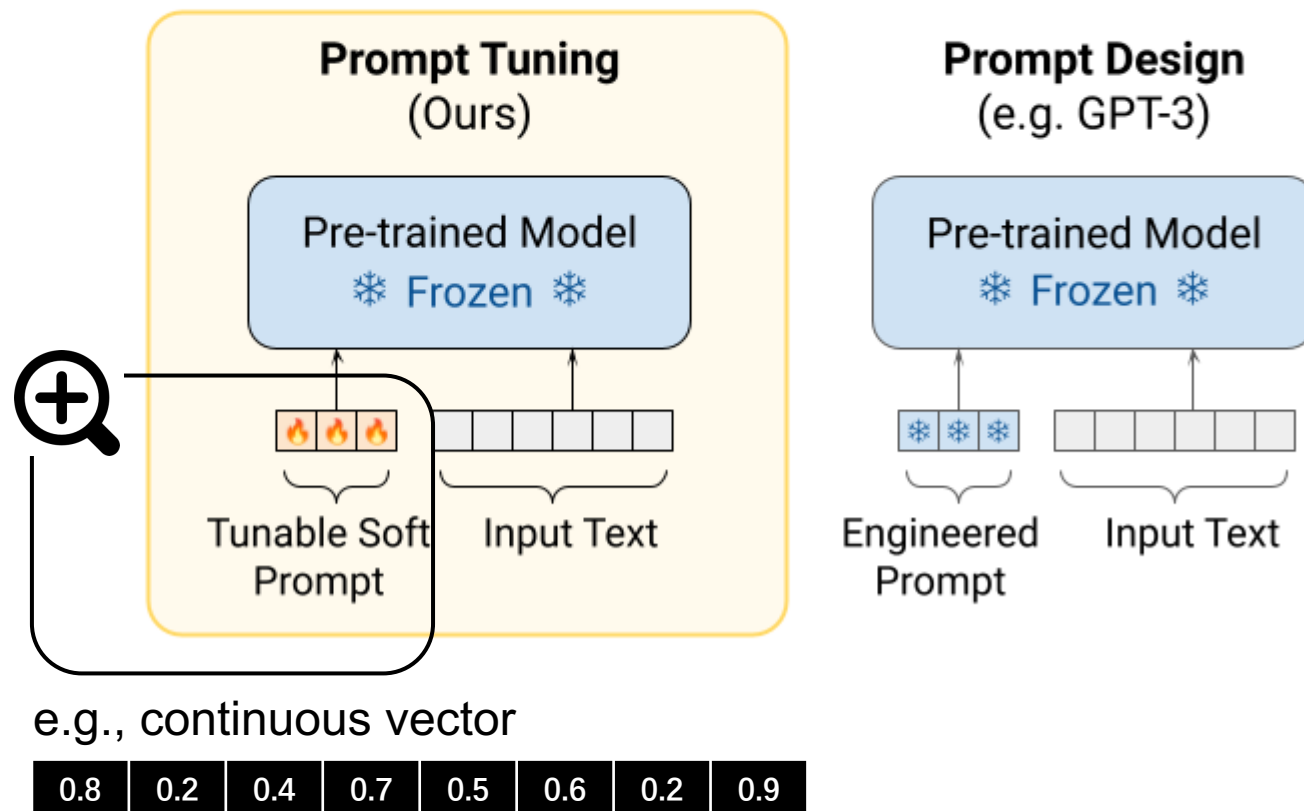 Prompt Tuning
(Ours)
Pre-trained Model
❄ Frozen ❄
Tunable Soft
Prompt
Input Text
Prompt Design
(e.g. GPT-3)
Pre-trained Model
❄ Frozen ❄
Engineered
Prompt
Input Text
e.g., continuous vector
0.8 0.2 0.4 0.7 0.5 0.6 0.2 0.9